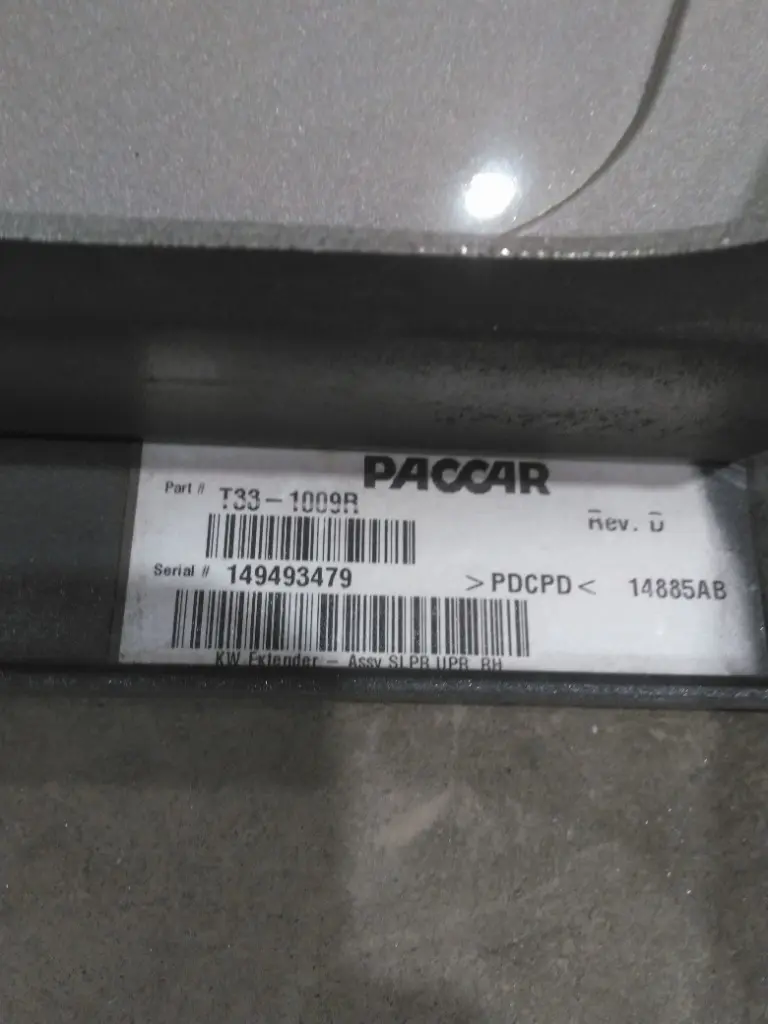 PACCAR
Part # T33-1009R
Rev. D
Serial # 149493479
>PDCPD< 14885AB
KW Extender - Assy SLPR UPR RH